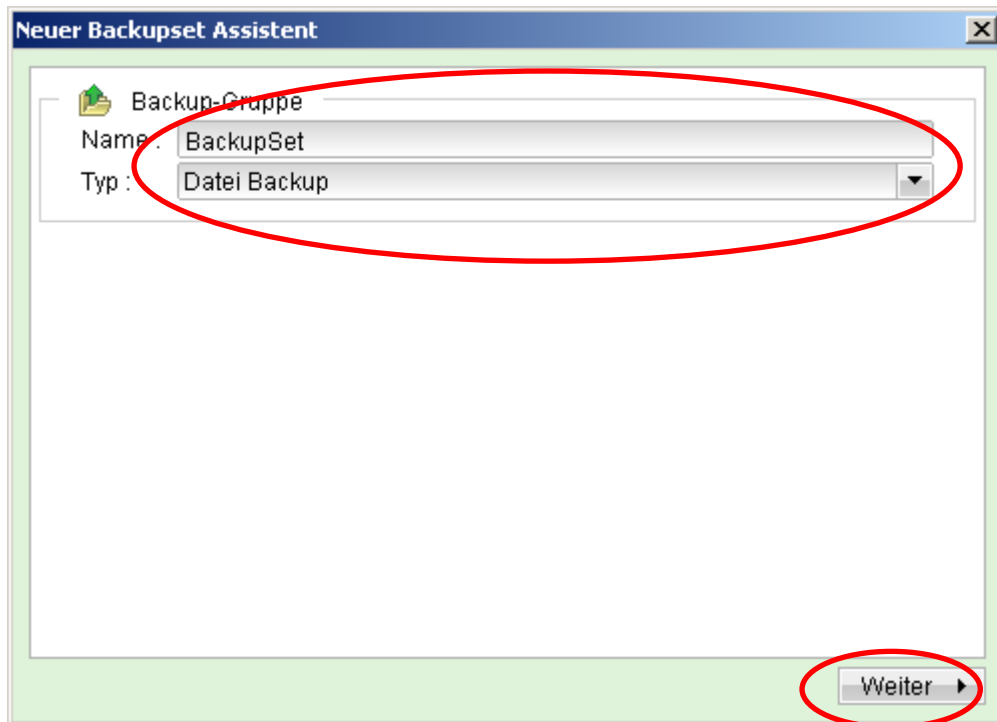 Neuer Backupset Assistent
Backup-Gruppe
Name : BackupSet
Typ : Datei Backup
Weiter